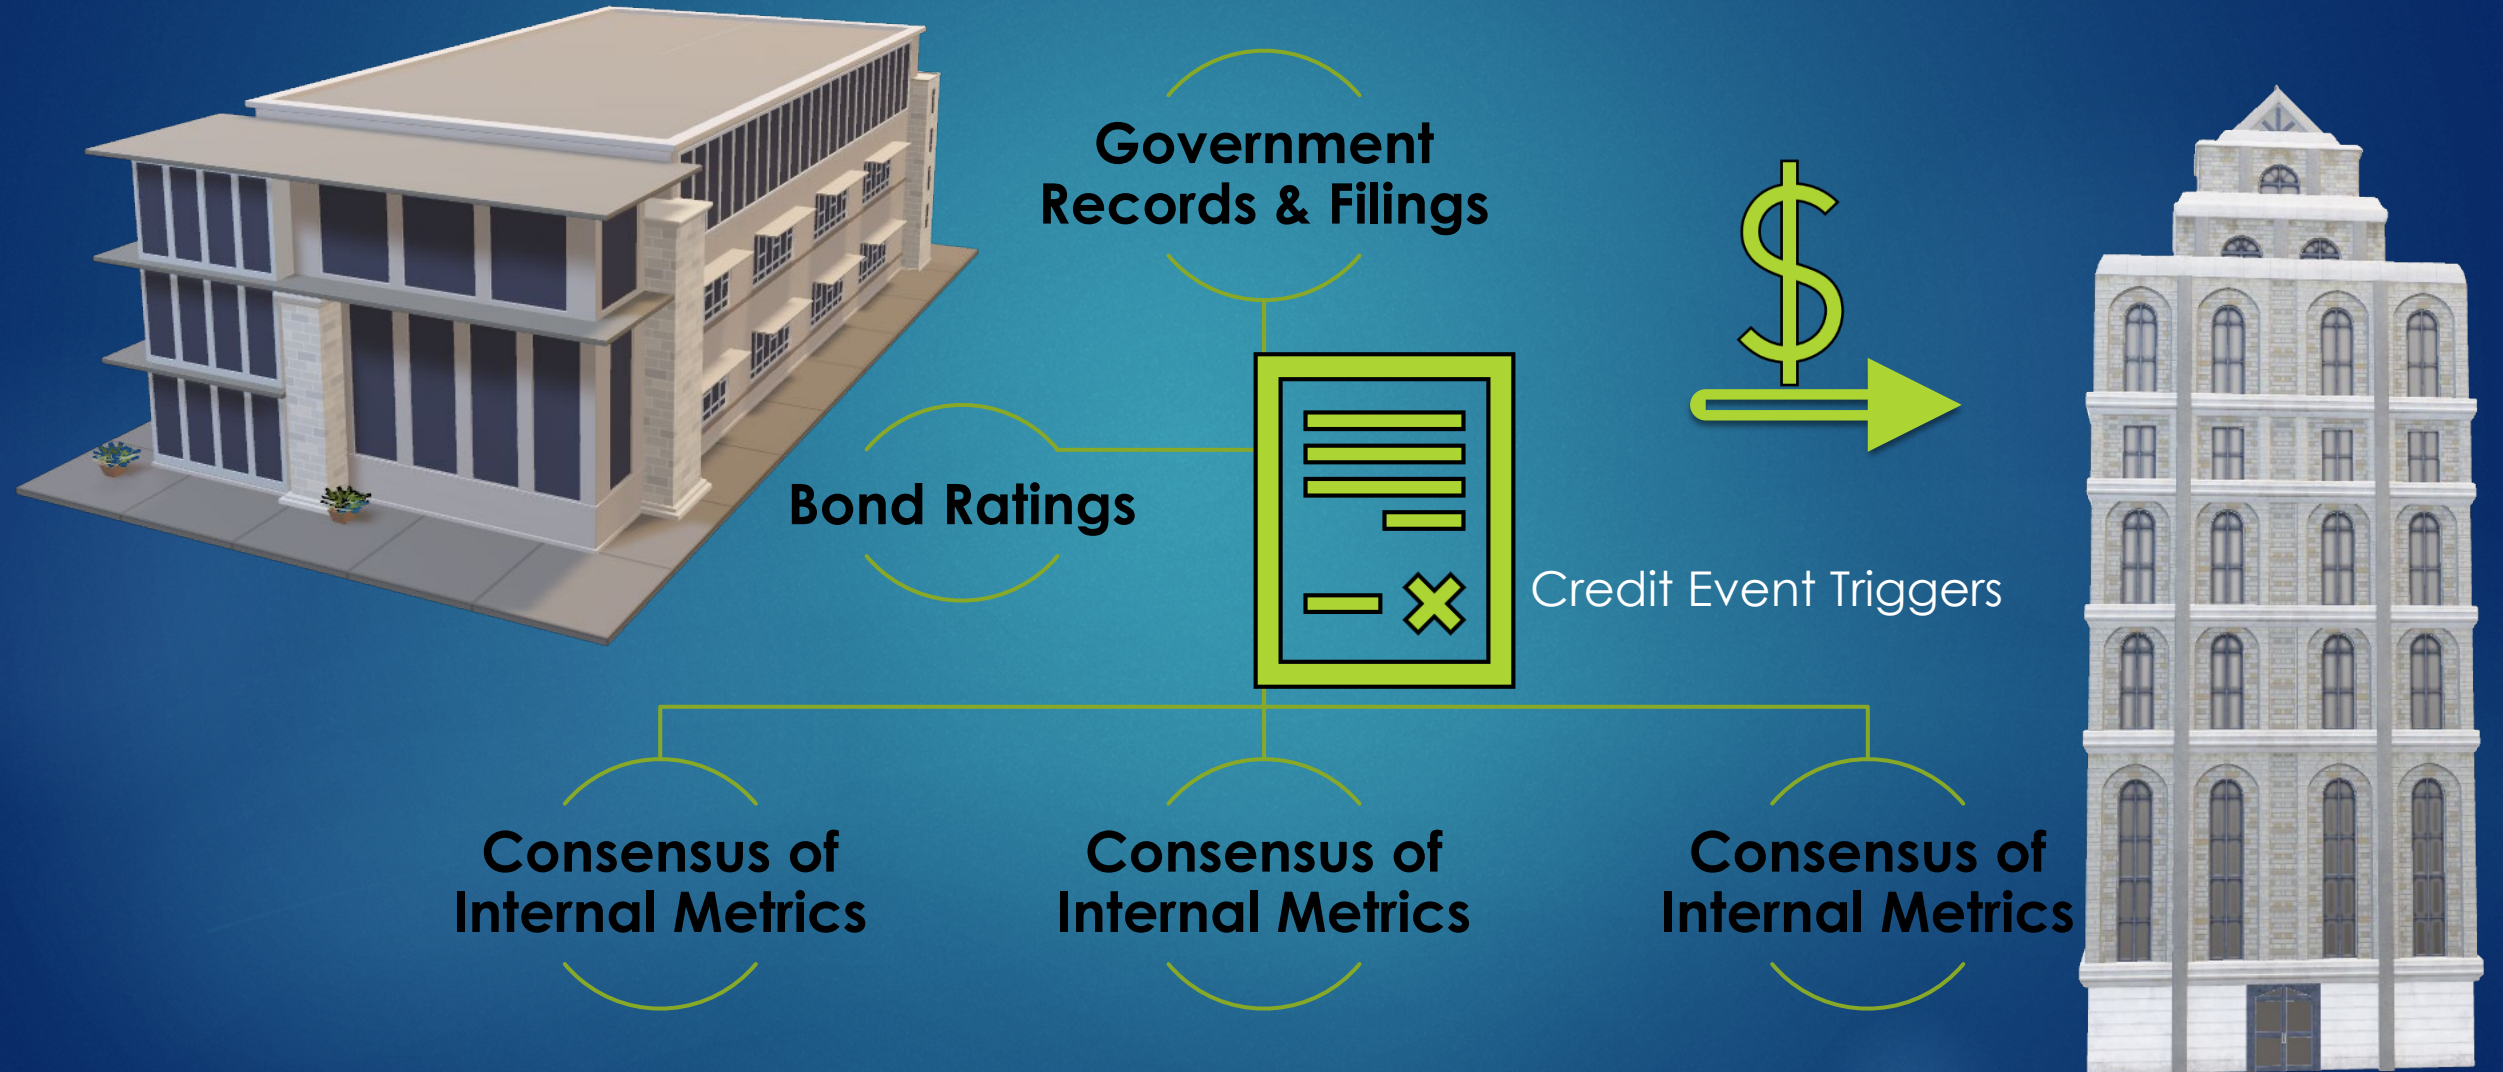 Government
Records & Filings
Bond Ratings
Credit Event Triggers
Consensus of
Internal Metrics
Consensus of
Internal Metrics
Consensus of
Internal Metrics